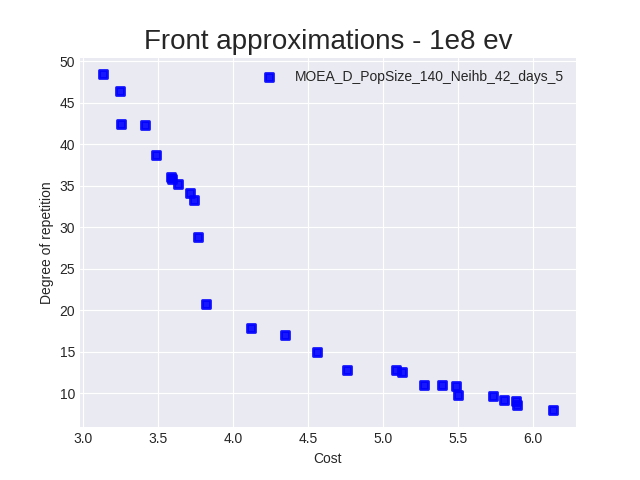 Front approximations - 1e8 ev
MOEA_D_PopSize_140_Neihb_42_days_5
50
45
40
35
30
25
20
15
10
Degree of repetition
3.0 3.5 4.0 4.5 5.0 5.5 6.0
Cost